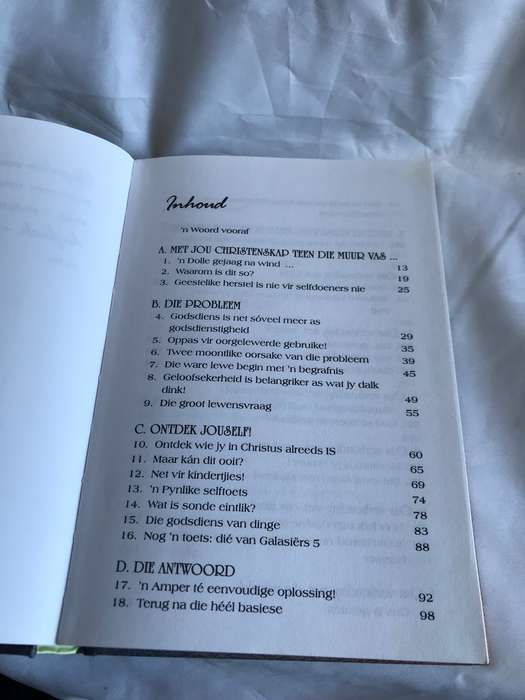 Inhoud
'n Woord vooraf
A. MET JOU CHRISTENSKAP TEEN DIE MUUR VAS ...
1. 'n Dolle gejaag na wind ... 13
2. Waarom is dit so? 19
3. Geestelike herstel is nie vir selfdoeners nie 25
B. DIE PROBLEEM
4. Godsdiens is net sóveel meer as
godsdienstigheid 29
5. Oppas vir oorgelewerde gebruike! 35
6. Twee moontlike oorsake van die probleem 39
7. Die ware lewe begin met 'n begrafnis 45
8. Geloofsekerheid is belangriker as wat jy dalk
dink! 49
9. Die groot lewensvraag 55
C. ONTDEK JOUSELF!
10. Ontdek wie jy in Christus alreeds IS 60
11. Maar kán dit ooit? 65
12. Net vir kindertjies! 69
13. 'n Pynlike selftoets 74
14. Wat is sonde eintlik? 78
15. Die godsdiens van dinge 83
16. Nog 'n toets: dié van Galasiërs 5 88
D. DIE ANTWOORD
17. 'n Amper té eenvoudige oplossing! 92
18. Terug na die héél basiese 98